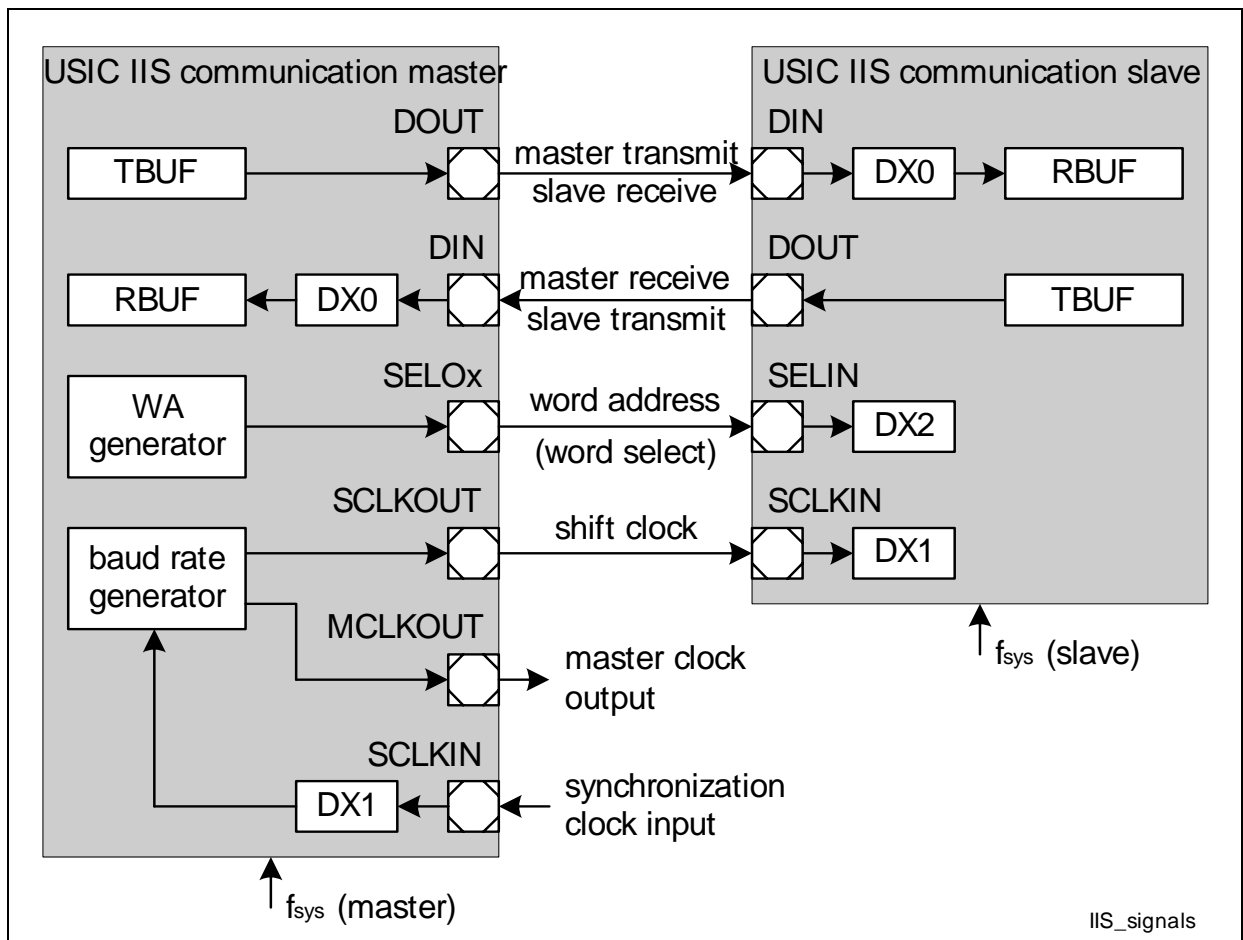 USIC IIS communication master
USIC IIS communication slave
DOUT
DIN
TBUF
master transmit
slave receive
DX0
RBUF
DIN
DOUT
RBUF
DX0
master receive
slave transmit
TBUF
SELOx
SELIN
WA
generator
word address
(word select)
DX2
SCLKOUT
SCLKIN
baud rate
generator
shift clock
DX1
MCLKOUT
master clock
output
fsys (slave)
SCLKIN
DX1
synchronization
clock input
fsys (master)
IIS_signals